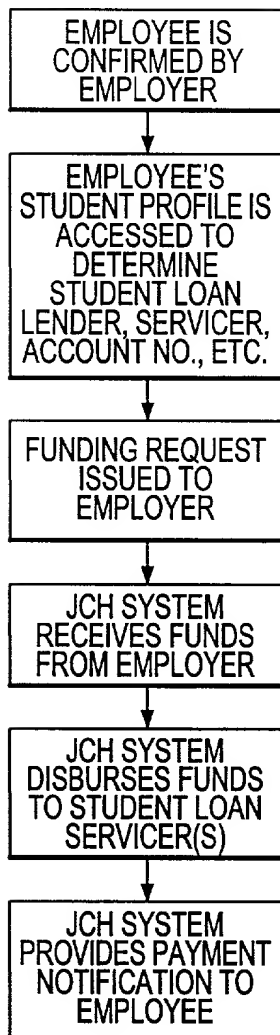 EMPLOYEE IS
CONFIRMED BY
EMPLOYER
EMPLOYEE'S
STUDENT PROFILE IS
ACCESSED TO
DETERMINE
STUDENT LOAN
LENDER, SERVICER,
ACCOUNT NO., ETC.
FUNDING REQUEST
ISSUED TO
EMPLOYER
JCH SYSTEM
RECEIVES FUNDS
FROM EMPLOYER
JCH SYSTEM
DISBURSES FUNDS
TO STUDENT LOAN
SERVICER(S)
JCH SYSTEM
PROVIDES PAYMENT
NOTIFICATION TO
EMPLOYEE